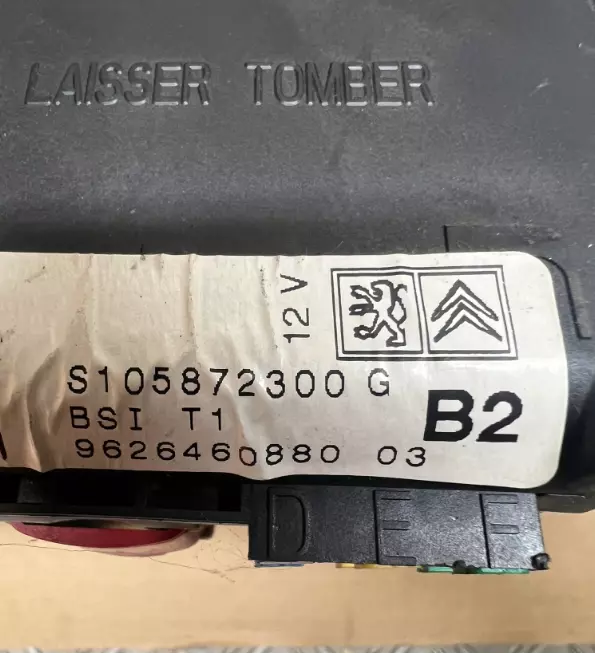 LAISSER TOMBER
12 V
S105872300 G
BSI T1
B2
9626460880 03
D E F